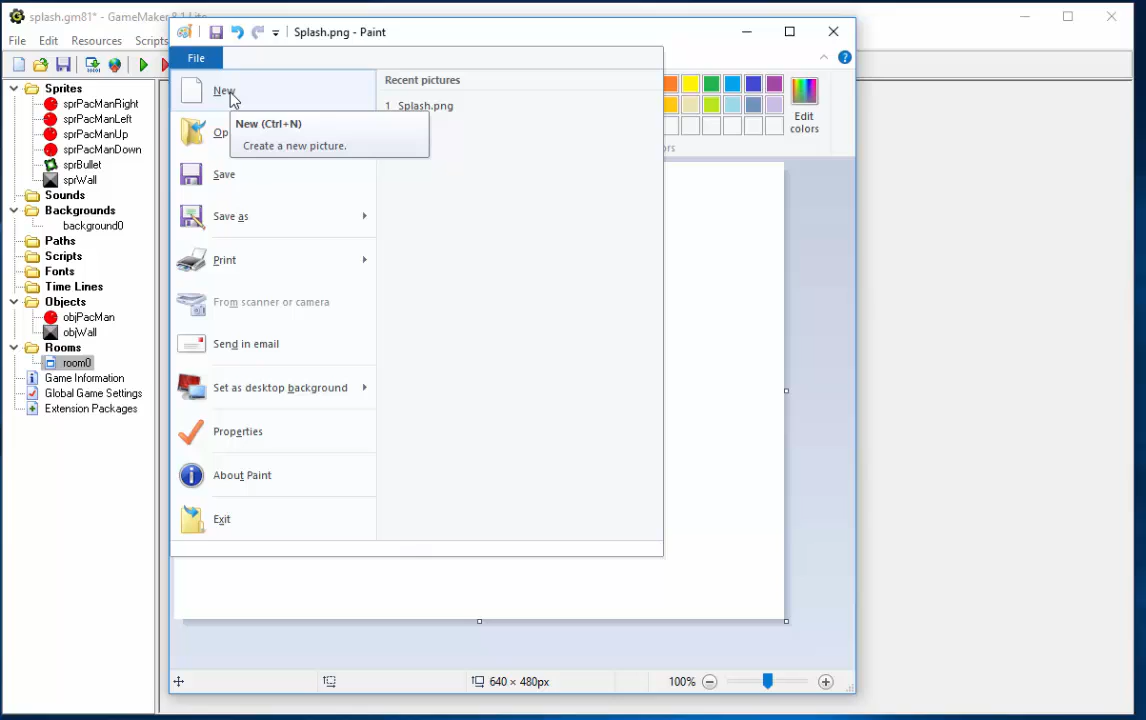 splash.gm81* - GameMaker 8.1 Lite
File Edit Resources Scripts
Sprites
sprPacManRight
sprPacManLeft
sprPacManUp
sprPacManDown
sprBullet
sprWall
Sounds
Backgrounds
background0
Paths
Scripts
Fonts
Time Lines
Objects
objPacMan
objWall
Rooms
room0
Game Information
Global Game Settings
Extension Packages
Splash.png - Paint
File
New
Op
Save
Save as
Print
From scanner or camera
Send in email
Set as desktop background
Properties
About Paint
Exit
New (Ctrl+N)
Create a new picture.
Recent pictures
1 Splash.png
Edit
colors
ors
640 × 480px
100%